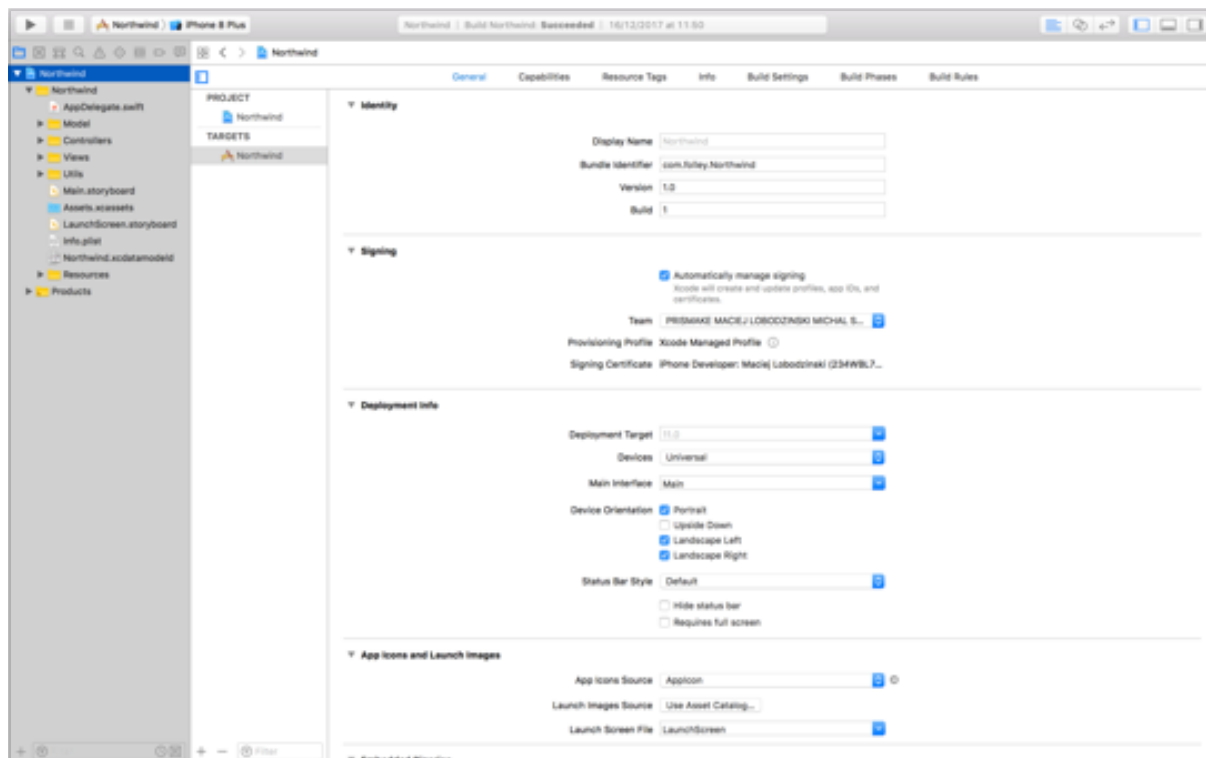 Northwind
iPhone 8 Plus
Northwind | Build Northwind: Succeeded | 16/12/2017 at 11:50
Northwind
Northwind
Northwind
AppDelegate.swift
Model
Controllers
Views
Utils
Main.storyboard
Assets.xcassets
LaunchScreen.storyboard
Info.plist
Northwind.xcdatamodeld
Resources
Products
General Capabilities Resource Tags Info Build Settings Build Phases Build Rules
PROJECT
Northwind
TARGETS
Northwind
Identity
Display Name Northwind
Bundle Identifier com.folley.Northwind
Version 1.0
Build 1
Signing
Automatically manage signing
Xcode will create and update profiles, app IDs, and
certificates.
Team PRISMAKE MACIEJ LOBODZINSKI MICHAL S...
Provisioning Profile Xcode Managed Profile
Signing Certificate iPhone Developer: Maciej Lobodzinski (234WBL7...
Deployment Info
Deployment Target 11.0
Devices Universal
Main Interface Main
Device Orientation Portrait
Upside Down
Landscape Left
Landscape Right
Status Bar Style Default
Hide status bar
Requires full screen
App Icons and Launch Images
App Icons Source AppIcon
Launch Images Source Use Asset Catalog...
Launch Screen File LaunchScreen
Filter